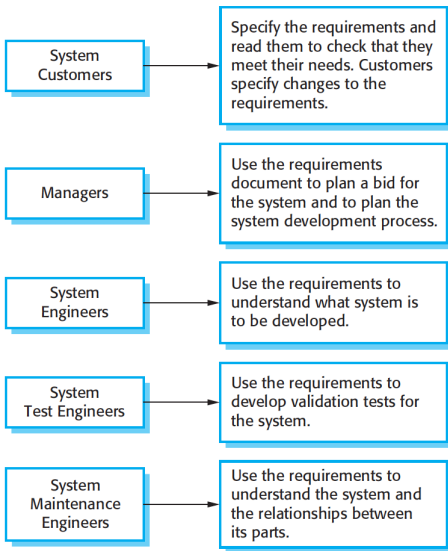 System
Customers
Specify the requirements and
read them to check that they
meet their needs. Customers
specify changes to the
requirements.
Managers
Use the requirements
document to plan a bid for
the system and to plan the
system development process.
System
Engineers
Use the requirements to
understand what system is
to be developed.
System
Test Engineers
Use the requirements to
develop validation tests for
the system.
System
Maintenance
Engineers
Use the requirements to
understand the system and
the relationships between
its parts.